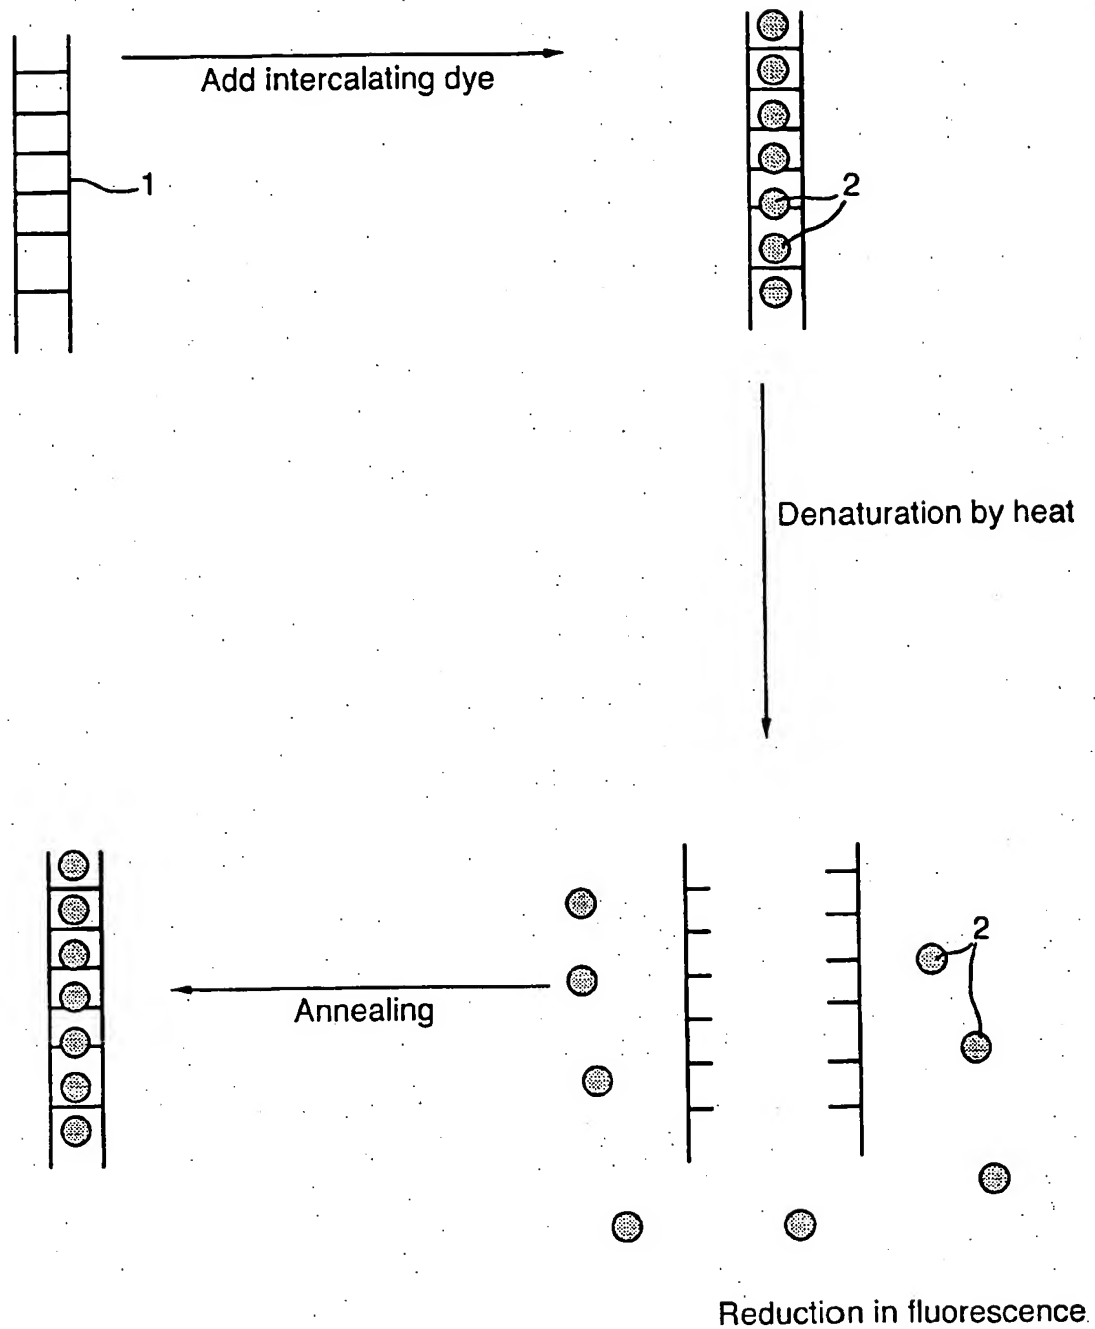 Add intercalating dye
1
2
Denaturation by heat
2
Annealing
Reduction in fluorescence